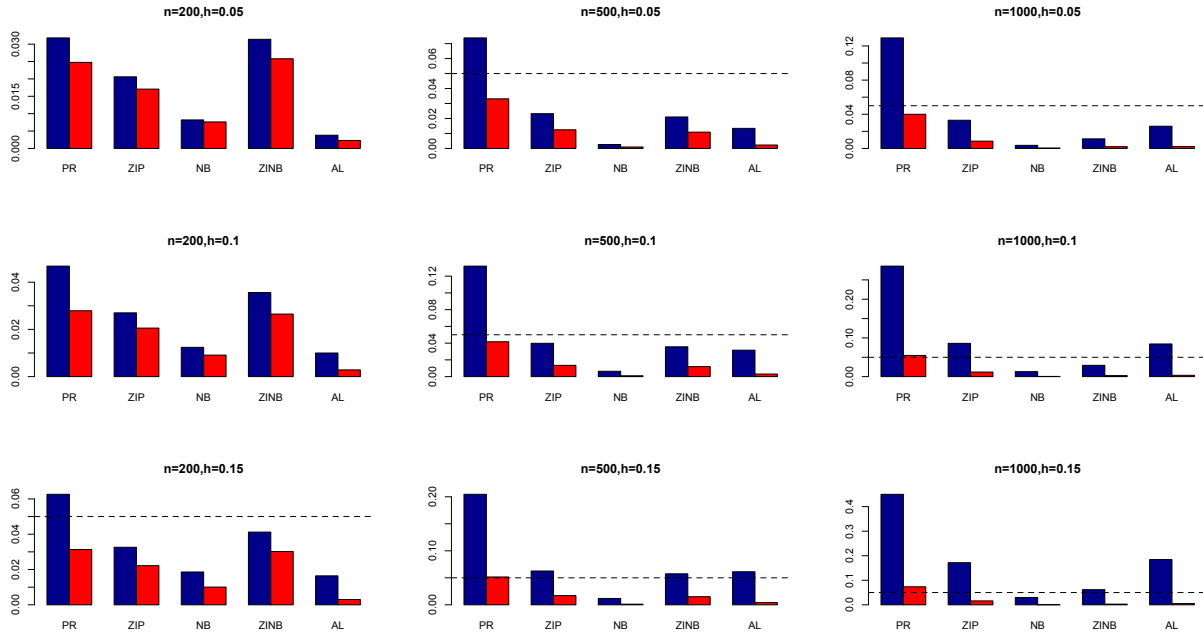 n=200,h=0.05
0.000 0.015 0.030
PR ZIP NB ZINB AL
n=500,h=0.05
0.00 0.02 0.04 0.06
PR ZIP NB ZINB AL
n=1000,h=0.05
0.00 0.04 0.08 0.12
PR ZIP NB ZINB AL
n=200,h=0.1
0.00 0.02 0.04
PR ZIP NB ZINB AL
n=500,h=0.1
0.00 0.04 0.08 0.12
PR ZIP NB ZINB AL
n=1000,h=0.1
0.00 0.10 0.20
PR ZIP NB ZINB AL
n=200,h=0.15
0.00 0.02 0.04 0.06
PR ZIP NB ZINB AL
n=500,h=0.15
0.00 0.10 0.20
PR ZIP NB ZINB AL
n=1000,h=0.15
0.0 0.1 0.2 0.3 0.4
PR ZIP NB ZINB AL